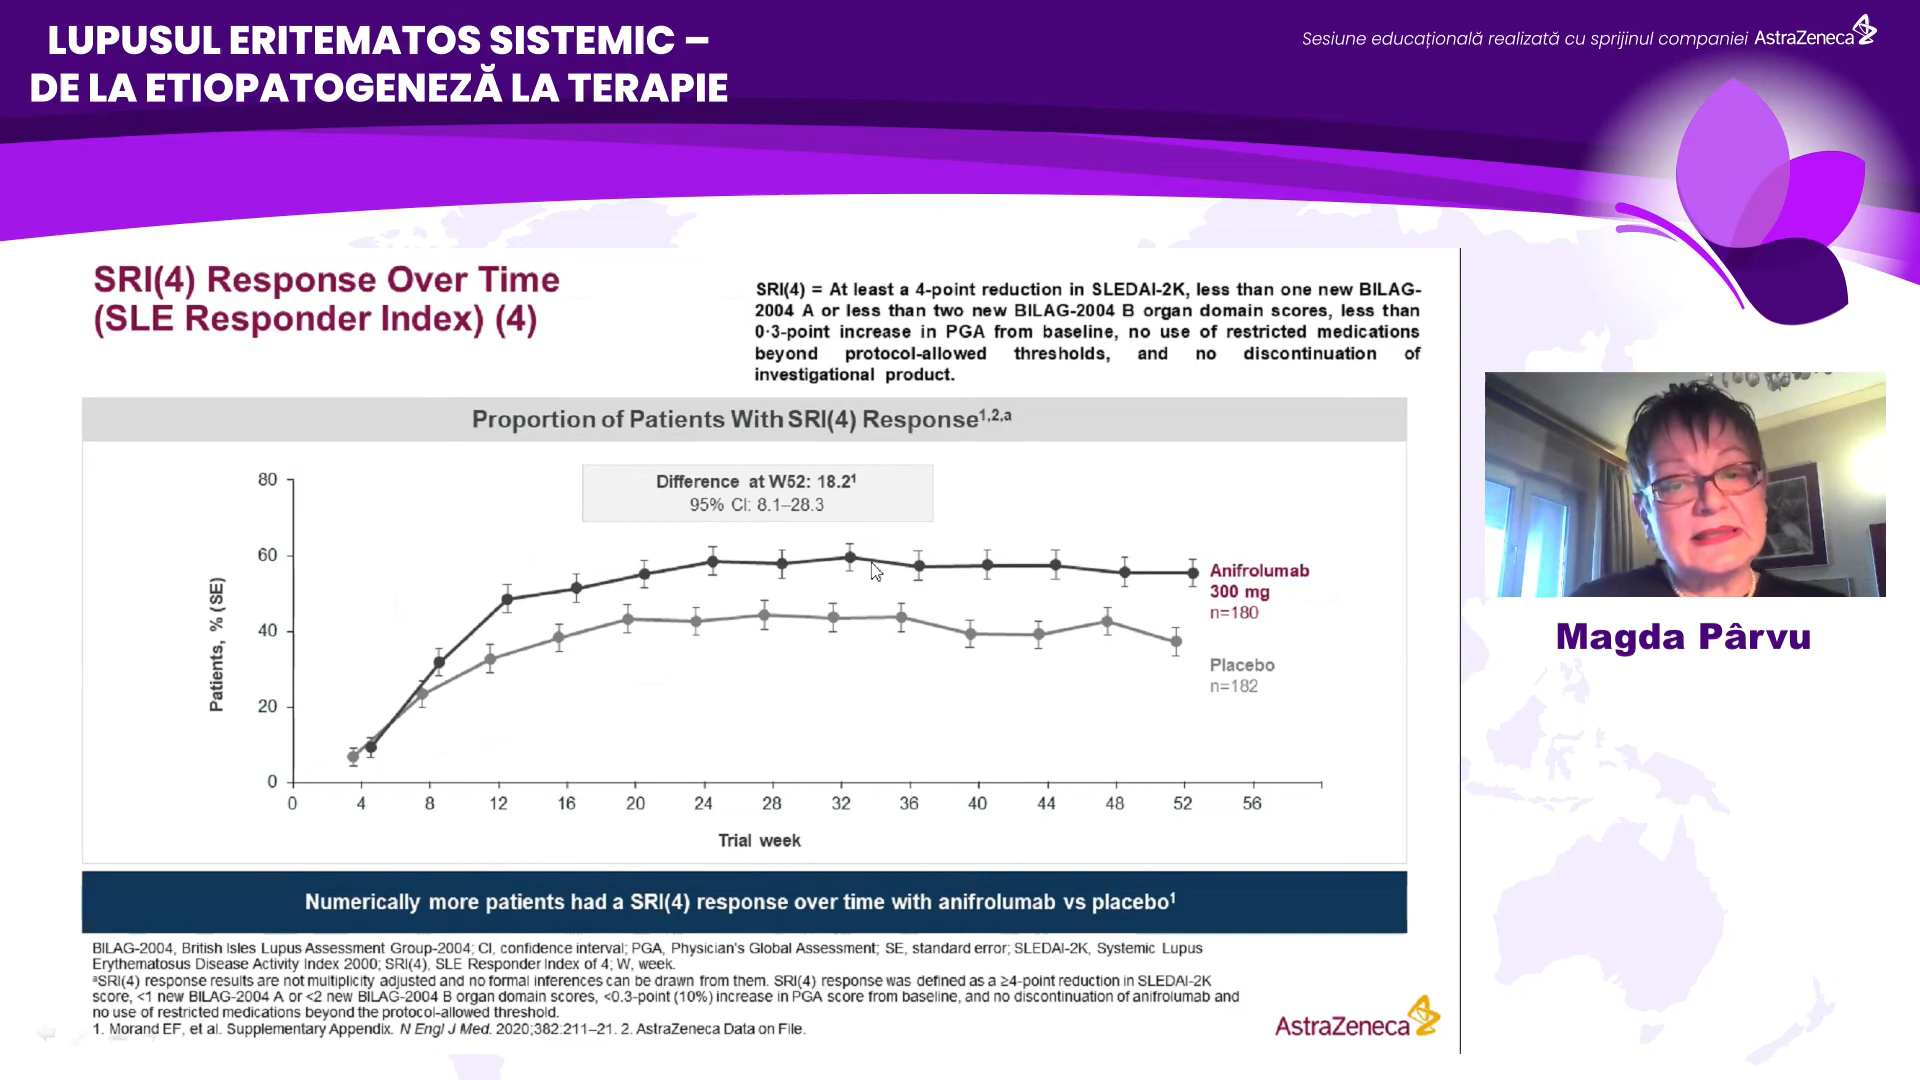 LUPUSUL ERITEMATOS SISTEMIC –
DE LA ETIOPATOGENEZĂ LA TERAPIE
Sesiune educațională realizată cu sprijinul companiei AstraZeneca
SRI(4) Response Over Time
(SLE Responder Index) (4)
SRI(4) = At least a 4-point reduction in SLEDAI-2K, less than one new BILAG-
2004 A or less than two new BILAG-2004 B organ domain scores, less than
0·3-point increase in PGA from baseline, no use of restricted medications
beyond protocol-allowed thresholds, and no discontinuation of
investigational product.
Proportion of Patients With SRI(4) Response¹,²,ᵃ
Difference at W52: 18.2¹
95% CI: 8.1–28.3
Patients, % (SE)
80
60
40
20
0
0 4 8 12 16 20 24 28 32 36 40 44 48 52 56
Trial week
Anifrolumab
300 mg
n=180
Placebo
n=182
Numerically more patients had a SRI(4) response over time with anifrolumab vs placebo¹
BILAG-2004, British Isles Lupus Assessment Group-2004; CI, confidence interval; PGA, Physician's Global Assessment; SE, standard error; SLEDAI-2K, Systemic Lupus
Erythematosus Disease Activity Index 2000; SRI(4), SLE Responder Index of 4; W, week.
ᵃSRI(4) response results are not multiplicity adjusted and no formal inferences can be drawn from them. SRI(4) response was defined as a ≥4-point reduction in SLEDAI-2K
score, <1 new BILAG-2004 A or <2 new BILAG-2004 B organ domain scores, <0.3-point (10%) increase in PGA score from baseline, and no discontinuation of anifrolumab and
no use of restricted medications beyond the protocol-allowed threshold.
1. Morand EF, et al. Supplementary Appendix. N Engl J Med. 2020;382:211–21. 2. AstraZeneca Data on File.
AstraZeneca
Magda Pârvu